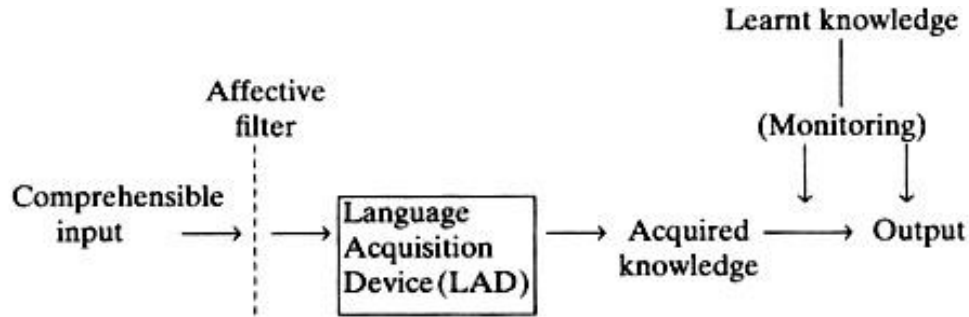 Learnt knowledge
Affective
filter
(Monitoring)
Comprehensible
input
Language
Acquisition
Device (LAD)
Acquired
knowledge
Output